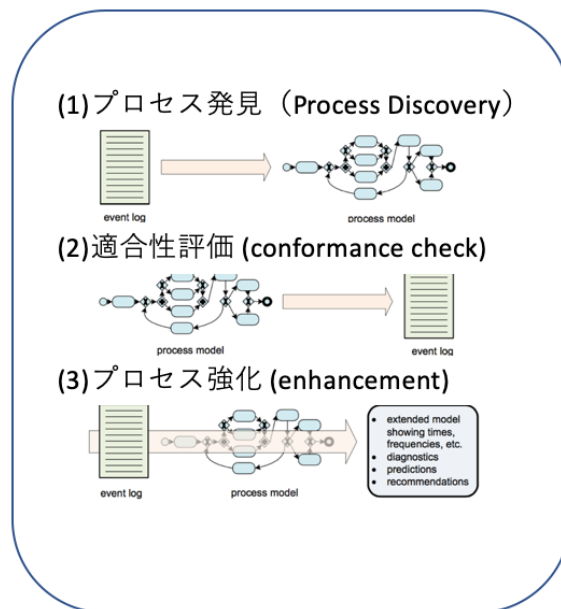 (1)プロセス発見（Process Discovery）
event log
process model
(2)適合性評価 (conformance check)
process model
event log
(3)プロセス強化 (enhancement)
event log
process model
• extended model
showing times,
frequencies, etc.
• diagnostics
• predictions
• recommendations